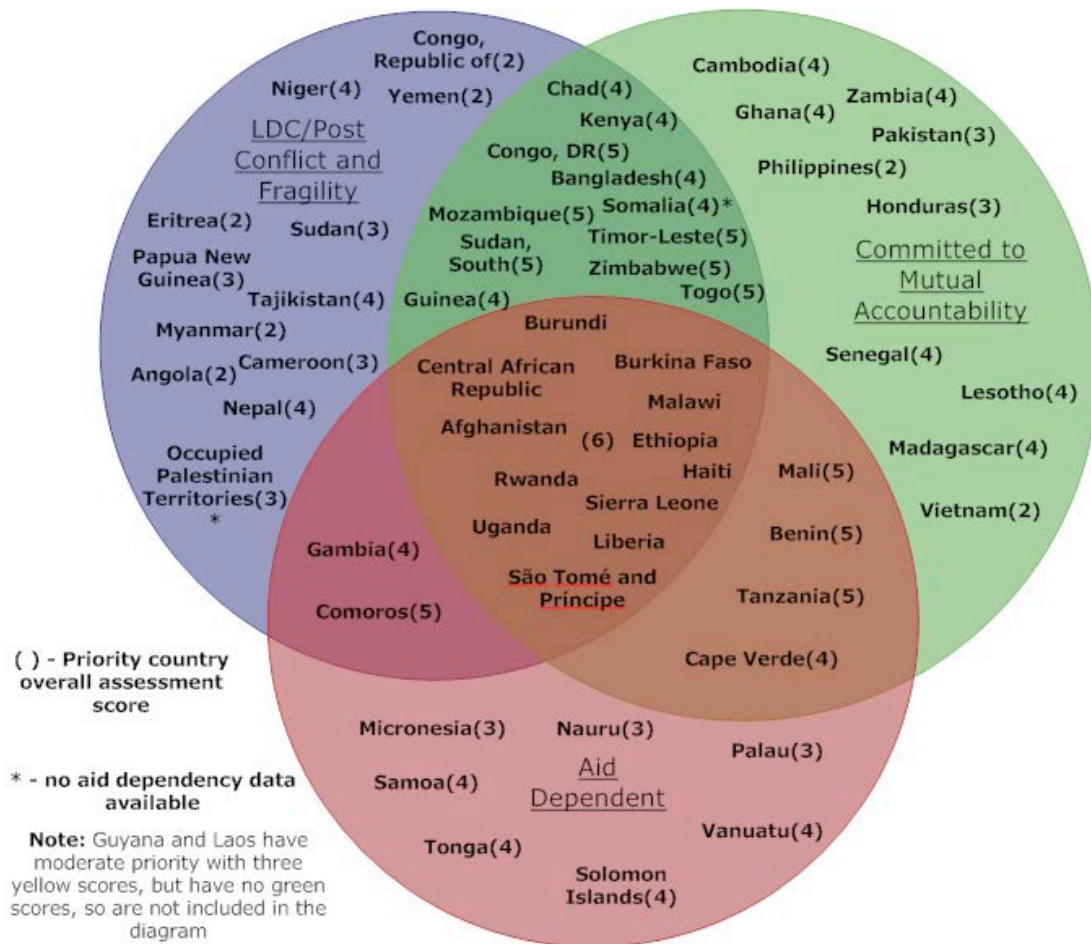 Congo,
Republic of(2)
Niger(4)
Yemen(2)
LDC/Post
Conflict and
Fragility
Eritrea(2)
Sudan(3)
Papua New
Guinea(3)
Tajikistan(4)
Myanmar(2)
Cameroon(3)
Angola(2)
Nepal(4)
Occupied
Palestinian
Territories(3)
*
Chad(4)
Kenya(4)
Congo, DR(5)
Bangladesh(4)
Mozambique(5)
Somalia(4)*
Sudan,
South(5)
Timor-Leste(5)
Zimbabwe(5)
Guinea(4)
Togo(5)
Cambodia(4)
Zambia(4)
Ghana(4)
Pakistan(3)
Philippines(2)
Honduras(3)
Committed to
Mutual
Accountability
Senegal(4)
Lesotho(4)
Madagascar(4)
Vietnam(2)
Burundi
Central African
Republic
Burkina Faso
Malawi
Afghanistan
(6)
Ethiopia
Rwanda
Haiti
Sierra Leone
Uganda
Liberia
São Tomé and
Príncipe
Mali(5)
Benin(5)
Tanzania(5)
Cape Verde(4)
Gambia(4)
Comoros(5)
Micronesia(3)
Nauru(3)
Palau(3)
Samoa(4)
Aid
Dependent
Tonga(4)
Vanuatu(4)
Solomon
Islands(4)
( ) - Priority country
overall assessment
score
* - no aid dependency data
available
Note: Guyana and Laos have
moderate priority with three
yellow scores, but have no green
scores, so are not included in the
diagram